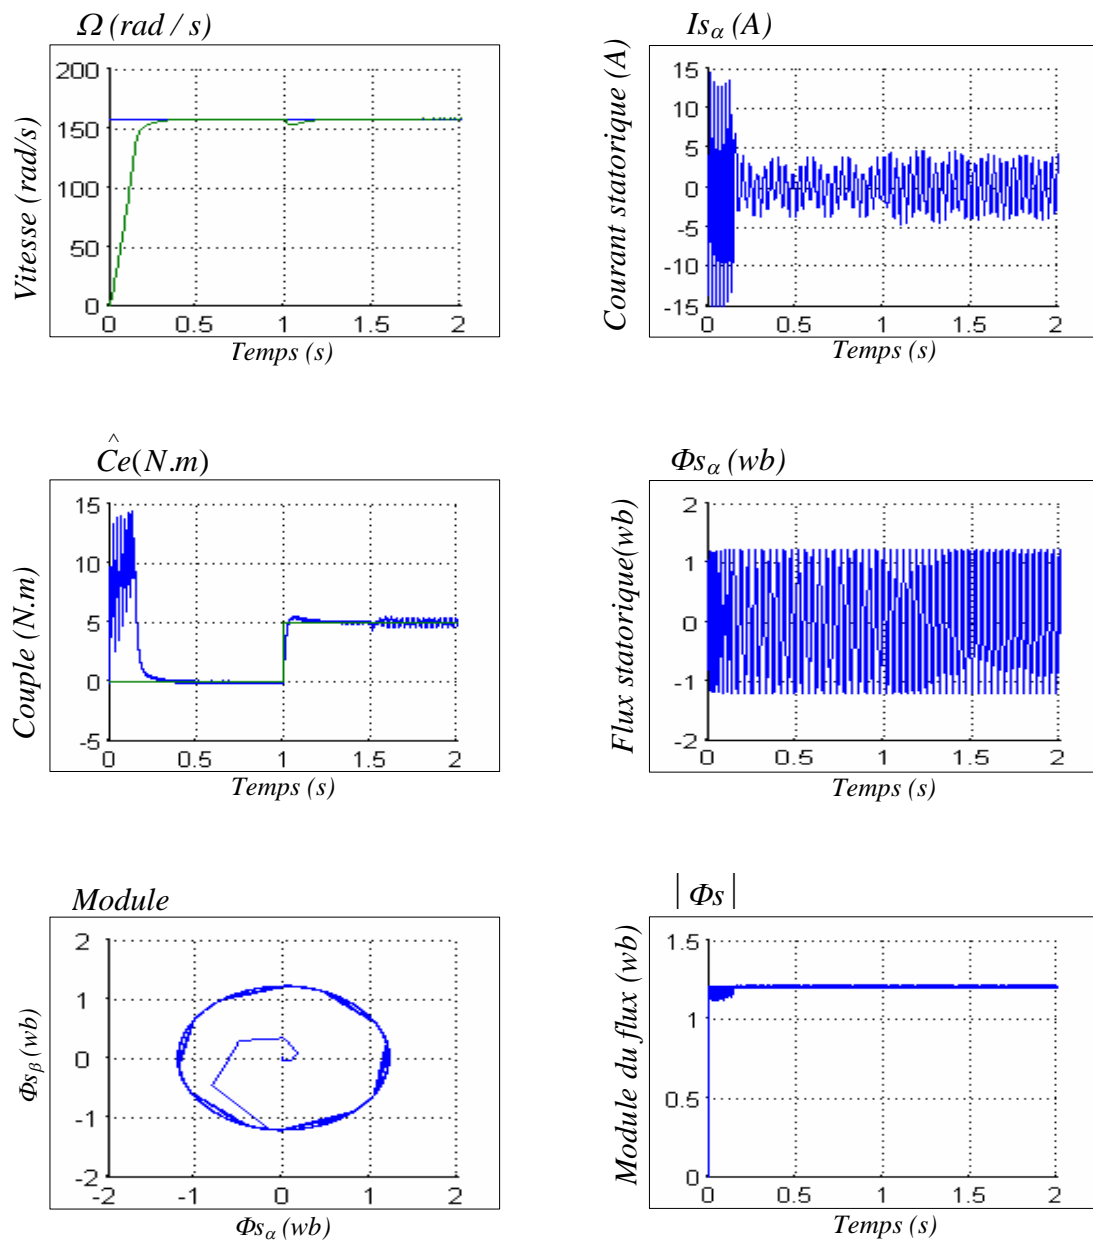 Ω (rad / s)
Vitesse (rad/s)
200
150
100
50
0
0 0.5 1 1.5 2
Temps (s)
Isα (A)
Courant statorique (A)
15
10
5
0
-5
-10
-15
0 0.5 1 1.5 2
Temps (s)
Ĉe(N.m)
Couple (N.m)
15
10
5
0
-5
0 0.5 1 1.5 2
Temps (s)
Φsα (wb)
Flux statorique(wb)
2
1
0
-1
-2
0 0.5 1 1.5 2
Temps (s)
Module
Φsβ (wb)
2
1
0
-1
-2
-2 -1 0 1 2
Φsα (wb)
| Φs |
Module du flux (wb)
1.5
1
0.5
0
0 0.5 1 1.5 2
Temps (s)